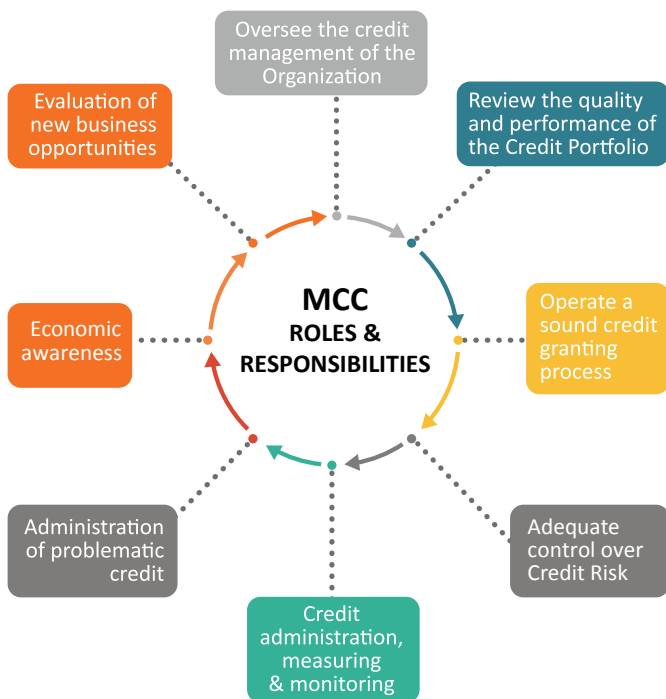 Oversee the credit
management of the
Organization
Review the quality
and performance of
the Credit Portfolio
Operate a
sound credit
granting
process
Adequate
control over
Credit Risk
Credit
administration,
measuring
& monitoring
Administration
of problematic
credit
Economic
awareness
Evaluation of
new business
opportunities
MCC
ROLES &
RESPONSIBILITIES